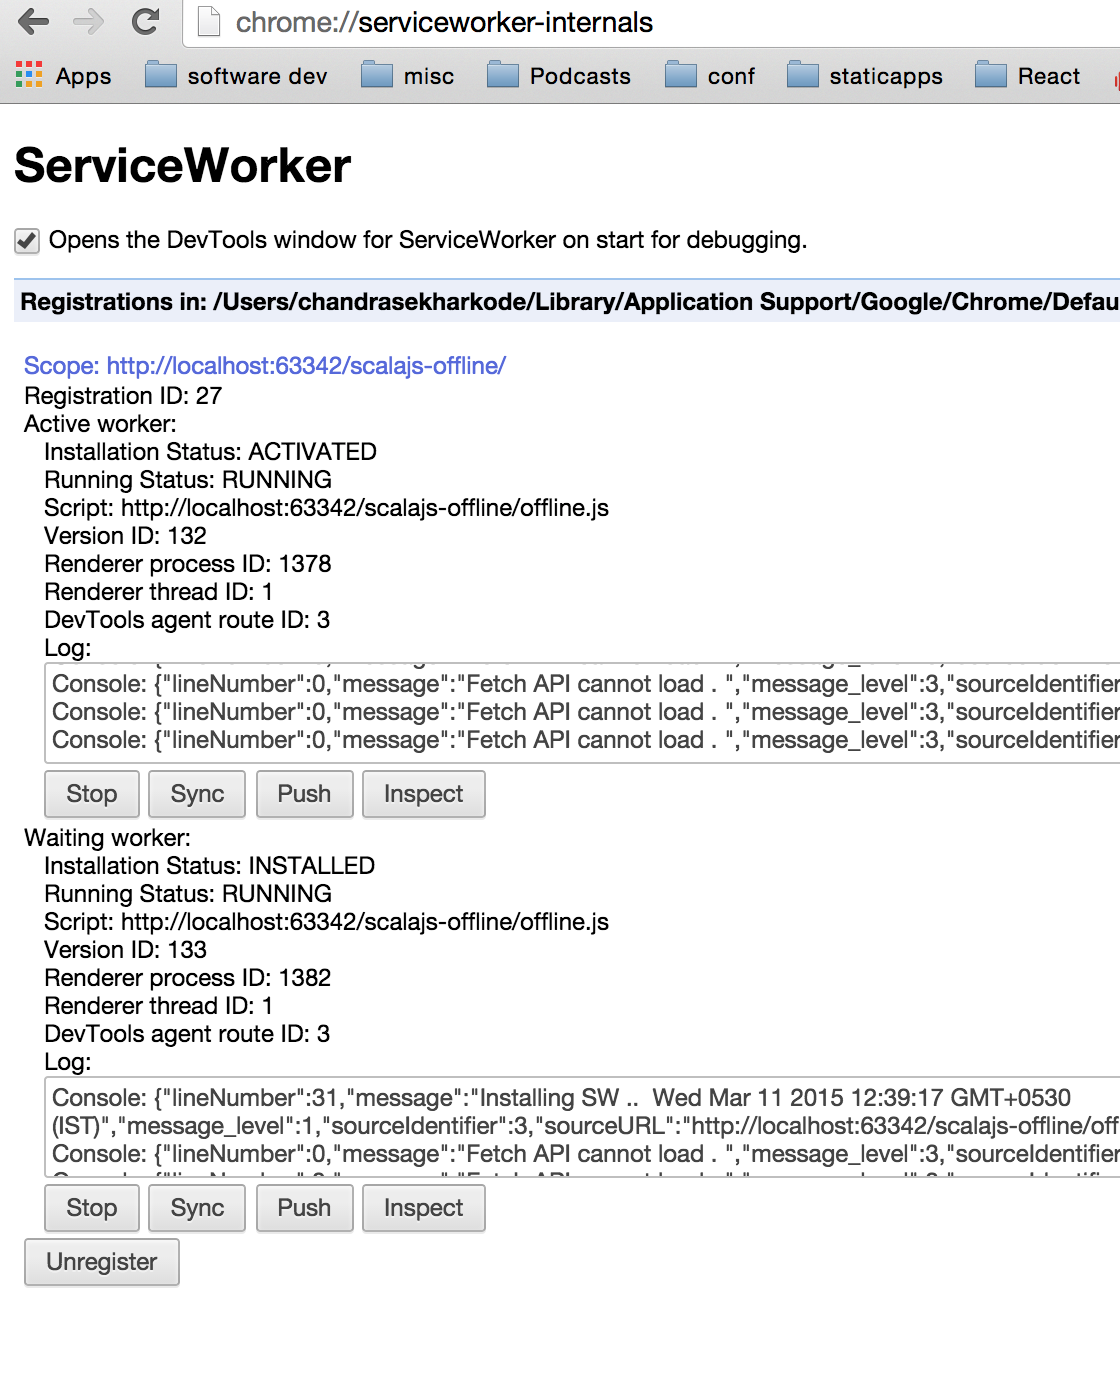 chrome://serviceworker-internals
Apps software dev misc Podcasts conf staticapps React
ServiceWorker
Opens the DevTools window for ServiceWorker on start for debugging.
Registrations in: /Users/chandrasekharkode/Library/Application Support/Google/Chrome/Defau
Scope: http://localhost:63342/scalajs-offline/
Registration ID: 27
Active worker:
Installation Status: ACTIVATED
Running Status: RUNNING
Script: http://localhost:63342/scalajs-offline/offline.js
Version ID: 132
Renderer process ID: 1378
Renderer thread ID: 1
DevTools agent route ID: 3
Log:
Console: {"lineNumber":0,"message":"Fetch API cannot load . ","message_level":3,"sourceIdentifier
Console: {"lineNumber":0,"message":"Fetch API cannot load . ","message_level":3,"sourceIdentifier
Console: {"lineNumber":0,"message":"Fetch API cannot load . ","message_level":3,"sourceIdentifier
Stop Sync Push Inspect
Waiting worker:
Installation Status: INSTALLED
Running Status: RUNNING
Script: http://localhost:63342/scalajs-offline/offline.js
Version ID: 133
Renderer process ID: 1382
Renderer thread ID: 1
DevTools agent route ID: 3
Log:
Console: {"lineNumber":31,"message":"Installing SW ..  Wed Mar 11 2015 12:39:17 GMT+0530
(IST)","message_level":1,"sourceIdentifier":3,"sourceURL":"http://localhost:63342/scalajs-offline/off
Console: {"lineNumber":0,"message":"Fetch API cannot load . ","message_level":3,"sourceIdentifier
Stop Sync Push Inspect
Unregister